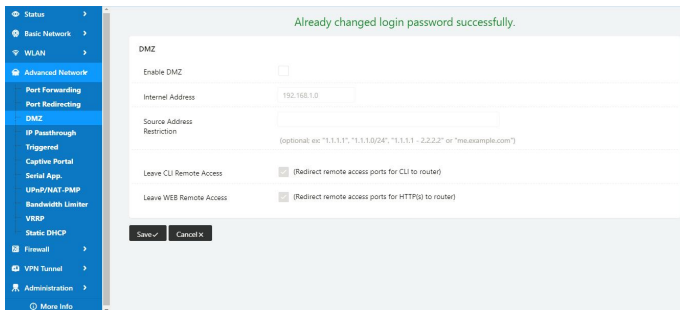 Status
Basic Network
WLAN
Advanced Network
Port Forwarding
Port Redirecting
DMZ
IP Passthrough
Triggered
Captive Portal
Serial App.
UPnP/NAT-PMP
Bandwidth Limiter
VRRP
Static DHCP
Firewall
VPN Tunnel
Administration
More Info
Already changed login password successfully.
DMZ
Enable DMZ
Internet Address 192.168.1.0
Source Address
Restriction
(optional: ex: "1.1.1.1", "1.1.1.0/24", "1.1.1.1 - 2.2.2.2" or "me.example.com")
Leave CLI Remote Access (Redirect remote access ports for CLI to router)
Leave WEB Remote Access (Redirect remote access ports for HTTP(s) to router)
Save Cancel